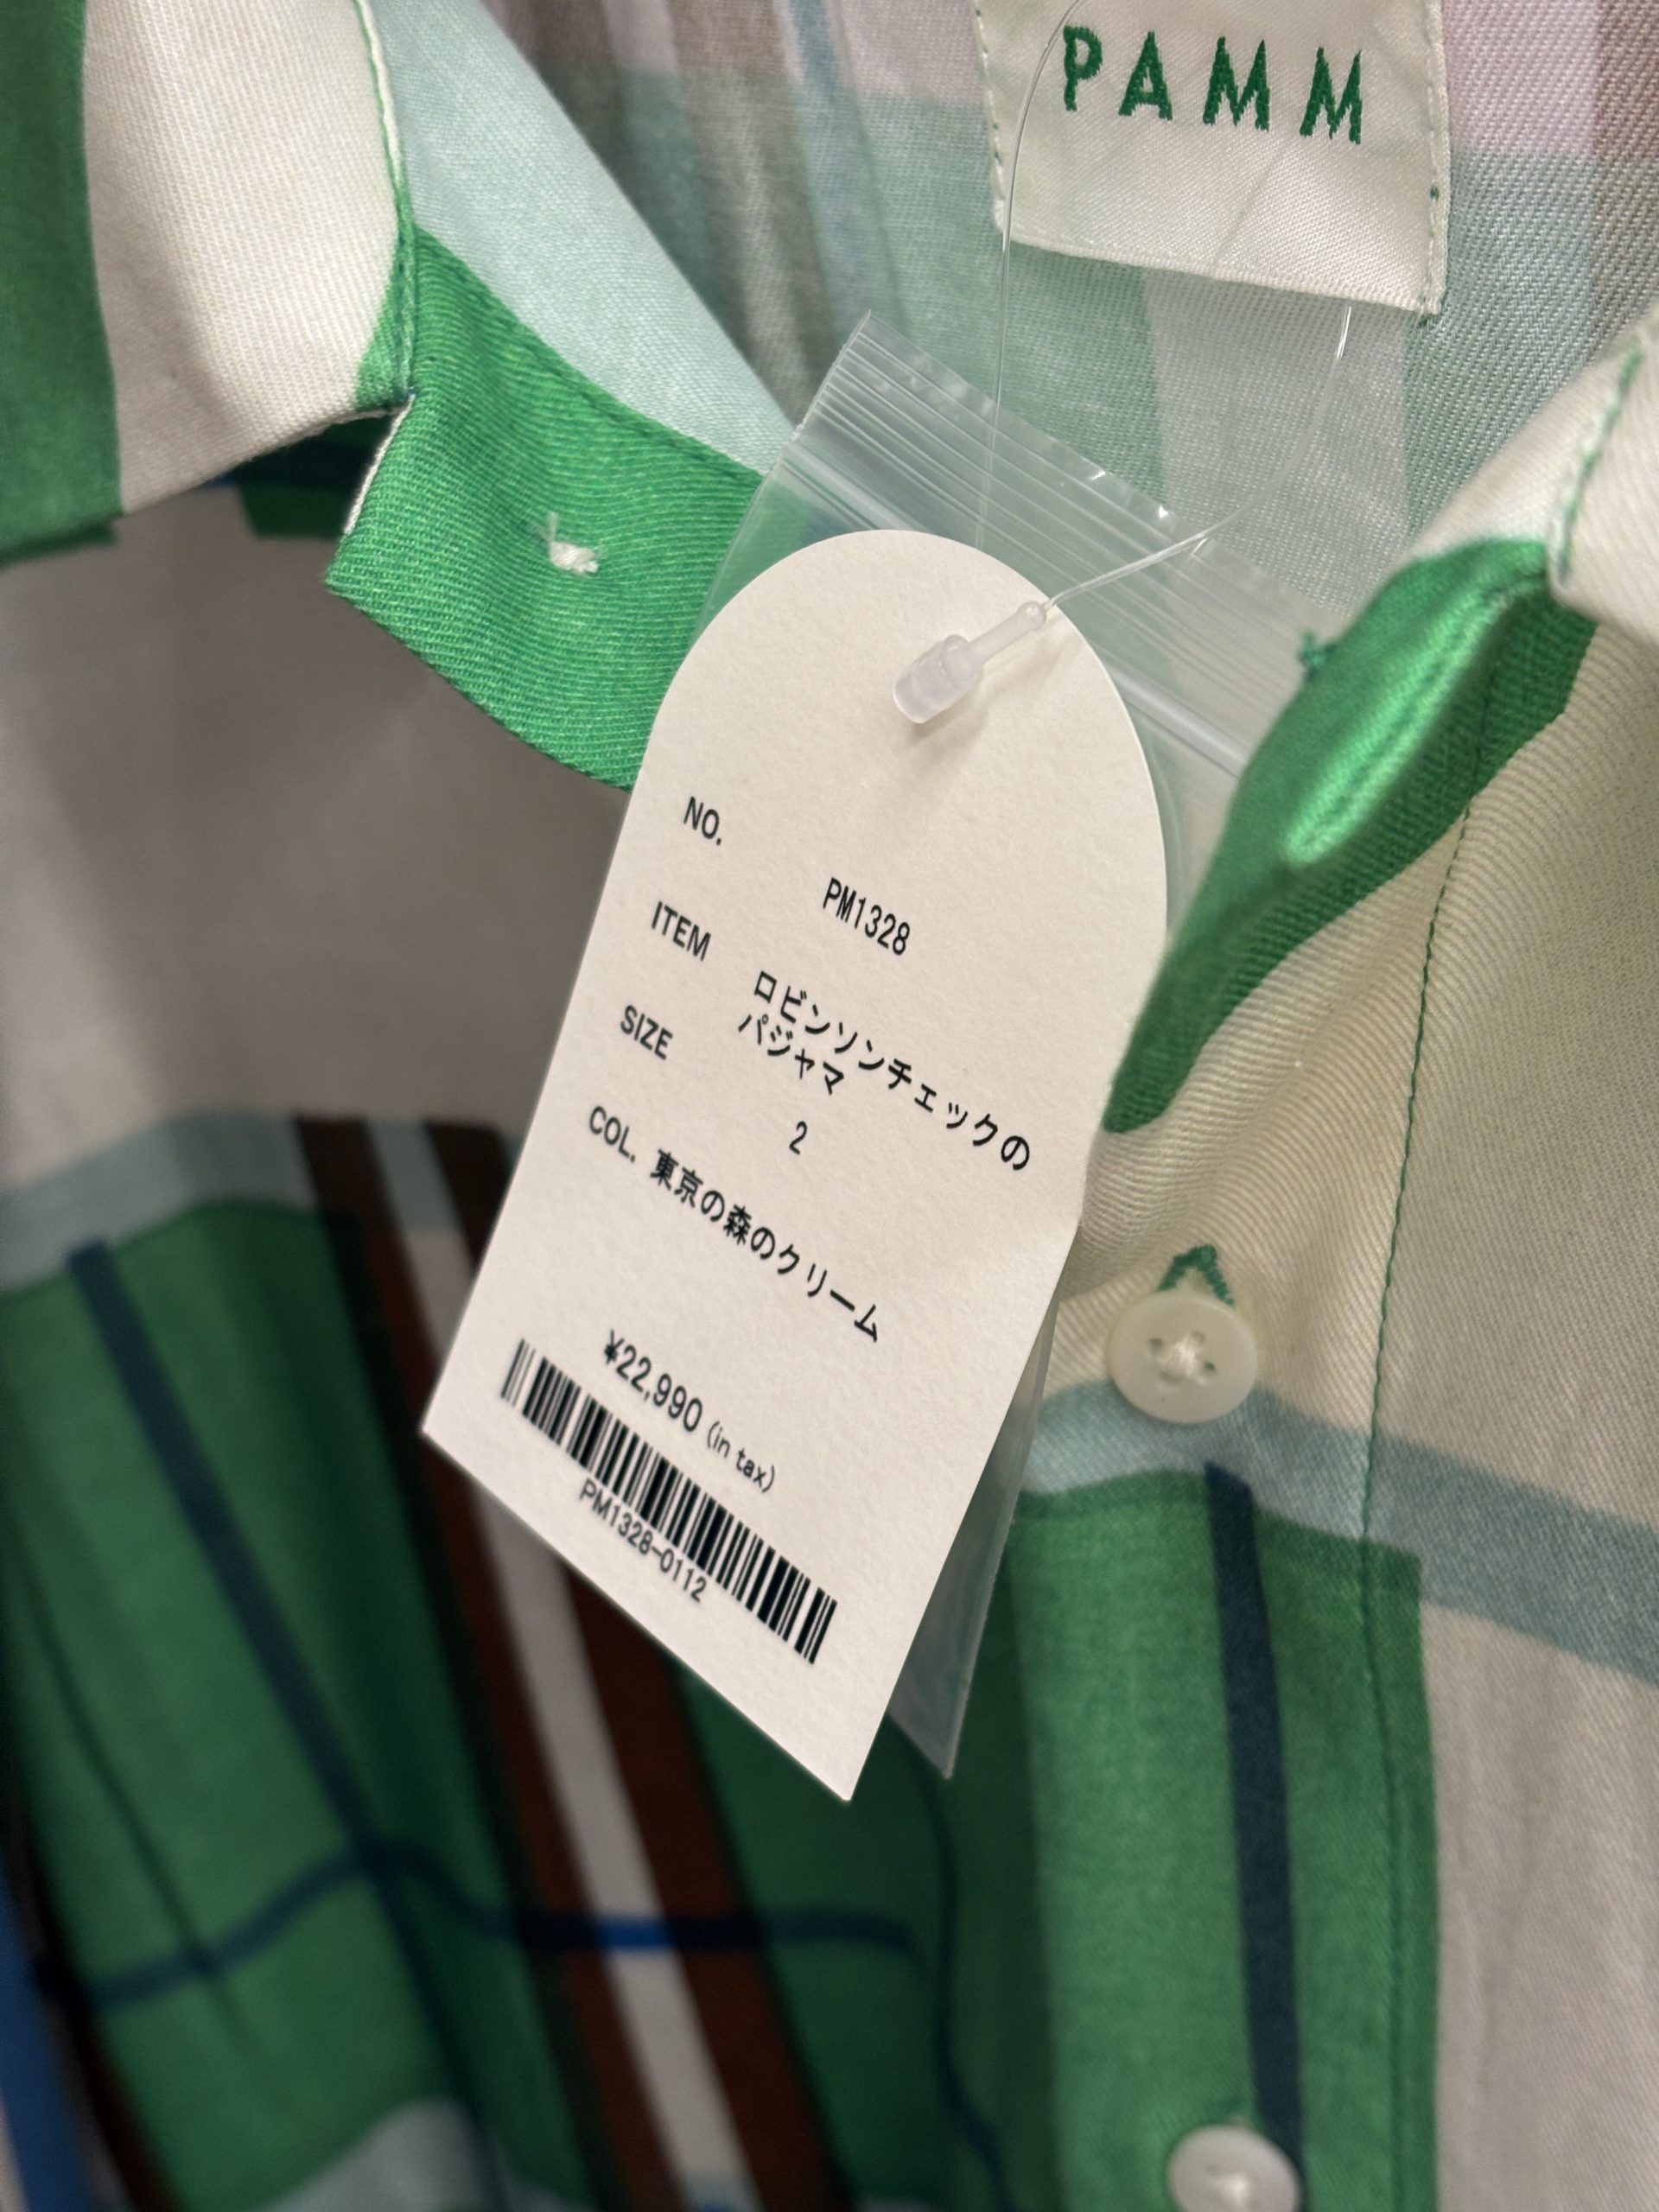 PAMM
NO.
PM1328
ITEM
ロビンソンチェックの
パジャマ
SIZE
2
COL. 東京の森のクリーム
¥22,990 (in tax)
PM1328-0112